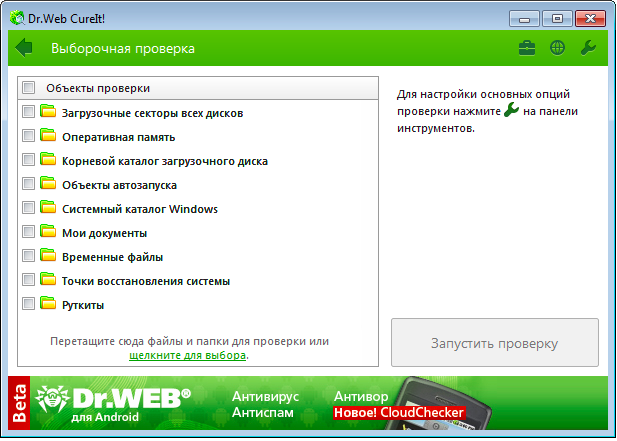 Dr.Web CureIt!
Выборочная проверка
Объекты проверки
Загрузочные секторы всех дисков
Оперативная память
Корневой каталог загрузочного диска
Объекты автозапуска
Системный каталог Windows
Мои документы
Временные файлы
Точки восстановления системы
Руткиты
Перетащите сюда файлы и папки для проверки или
щелкните для выбора.
Для настройки основных опций
проверки нажмите на панели
инструментов.
Запустить проверку
Beta
Dr.WEB®
для Android
Антивирус
Антиспам
Антивор
Новое! CloudChecker